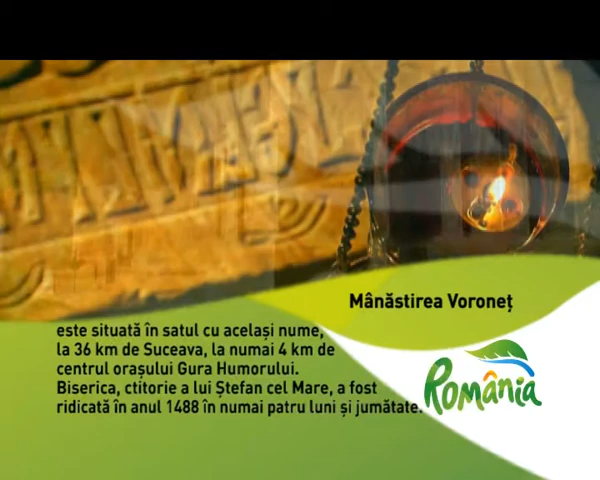 Mânăstirea Voroneț
este situată în satul cu același nume,
la 36 km de Suceava, la numai 4 km de
centrul orașului Gura Humorului.
Biserica, ctitorie a lui Ștefan cel Mare, a fost
ridicată în anul 1488 în numai patru luni și jumătate.
România